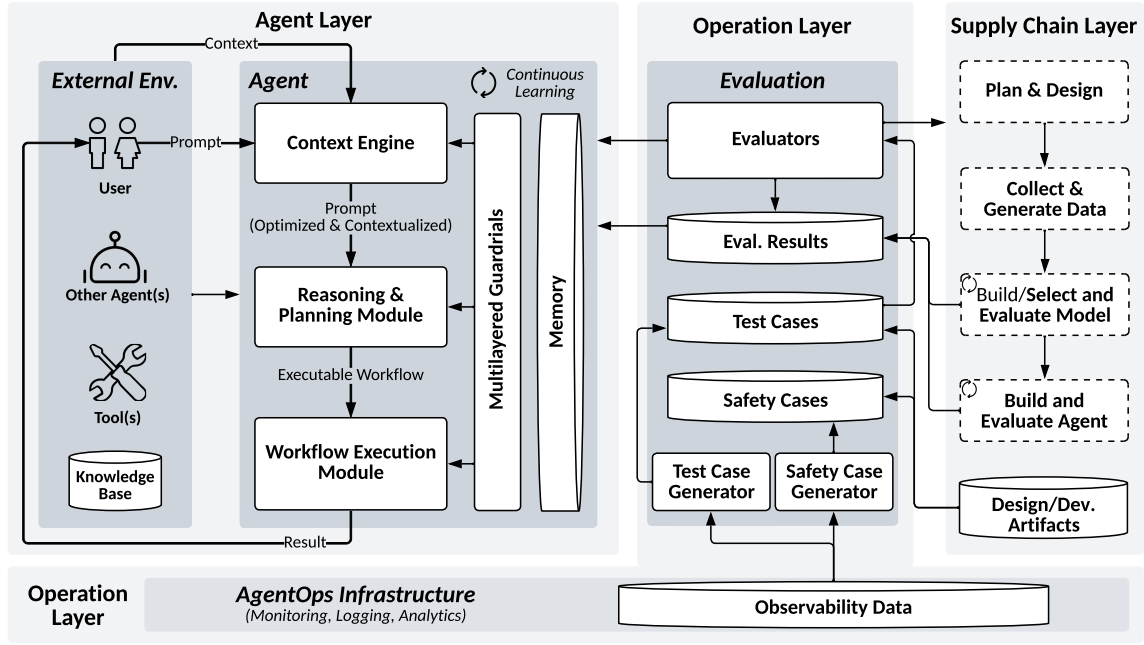 Agent Layer
Context
External Env.
Prompt
User
Other Agent(s)
Tool(s)
Knowledge
Base
Agent
Continuous
Learning
Context Engine
Prompt
(Optimized & Contextualized)
Reasoning &
Planning Module
Executable Workflow
Workflow Execution
Module
Result
Multilayered Guardrials
Memory
Operation Layer
Evaluation
Evaluators
Eval. Results
Test Cases
Safety Cases
Test Case
Generator
Safety Case
Generator
Supply Chain Layer
Plan & Design
Collect &
Generate Data
Build/Select and
Evaluate Model
Build and
Evaluate Agent
Design/Dev.
Artifacts
Operation
Layer
AgentOps Infrastructure
(Monitoring, Logging, Analytics)
Observability Data